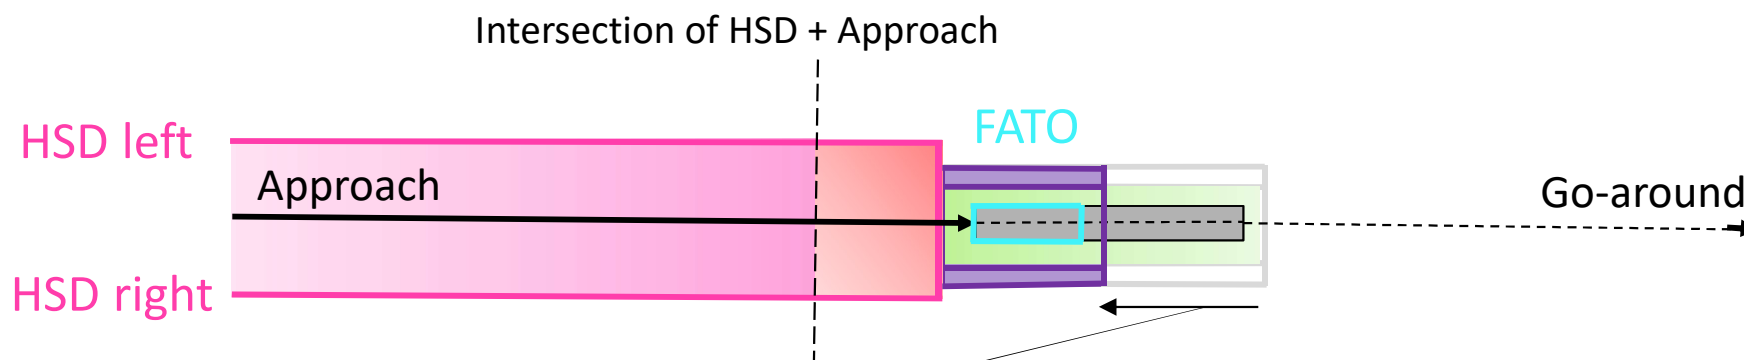 Intersection of HSD + Approach
HSD left
FATO
Approach
Go-around
HSD right